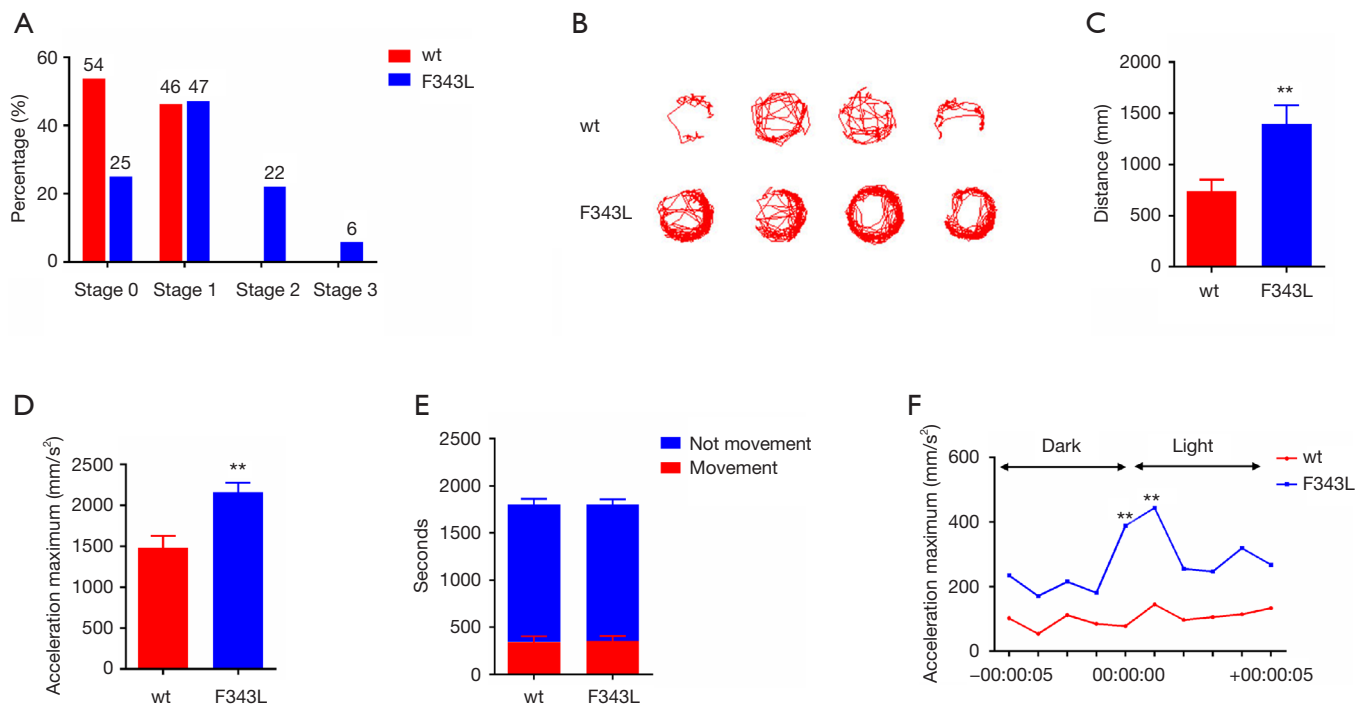 A
Percentage (%)
60
40
20
0
54
25
46 47
22
6
Stage 0 Stage 1 Stage 2 Stage 3
wt
F343L
B
wt
F343L
C
Distance (mm)
2000
1500
1000
500
0
**
wt F343L
D
Acceleration maximum (mm/s²)
2500
2000
1500
1000
500
0
**
wt F343L
E
Seconds
2500
2000
1500
1000
500
0
wt F343L
Not movement
Movement
F
Acceleration maximum (mm/s²)
600
400
200
0
Dark Light
** **
−00:00:05 00:00:00 +00:00:05
wt
F343L